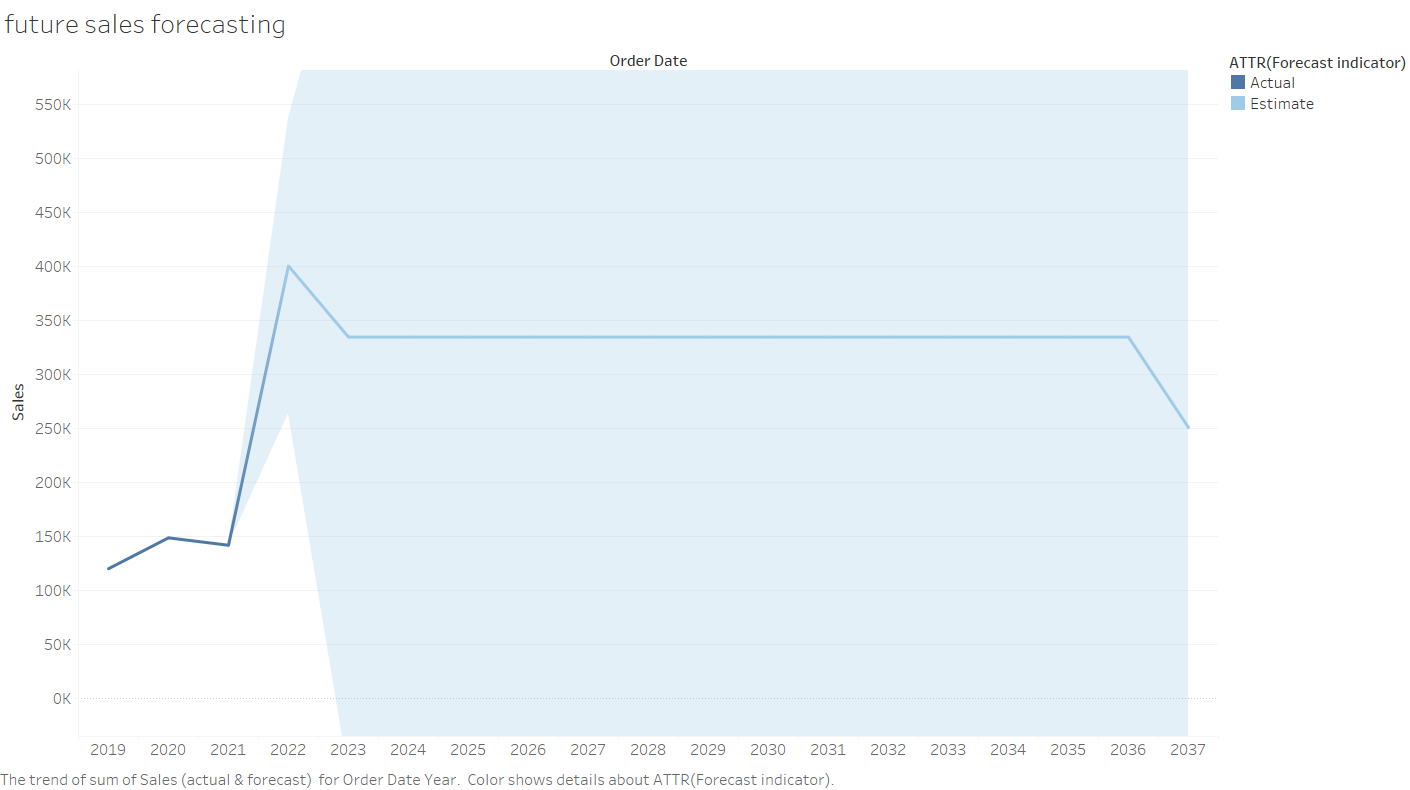 future sales forecasting
Order Date
ATTR(Forecast indicator)
Actual
Estimate
550K
500K
450K
400K
350K
300K
250K
200K
150K
100K
50K
0K
Sales
2019 2020 2021 2022 2023 2024 2025 2026 2027 2028 2029 2030 2031 2032 2033 2034 2035 2036 2037
The trend of sum of Sales (actual & forecast) for Order Date Year. Color shows details about ATTR(Forecast indicator).